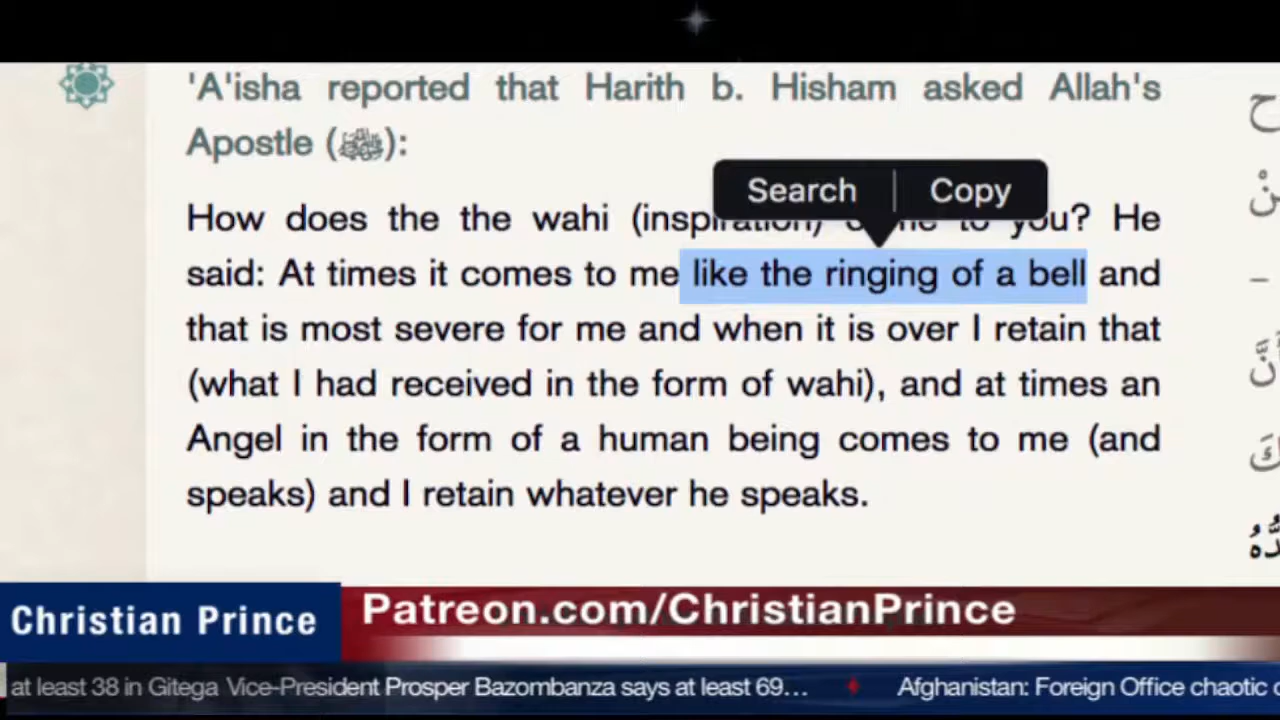 'A'isha reported that Harith b. Hisham asked Allah's
Apostle (ﷺ):
Search Copy
How does the the wahi (inspiration) come to you? He
said: At times it comes to me like the ringing of a bell and
that is most severe for me and when it is over I retain that
(what I had received in the form of wahi), and at times an
Angel in the form of a human being comes to me (and
speaks) and I retain whatever he speaks.
Christian Prince
Patreon.com/ChristianPrince
at least 38 in Gitega Vice-President Prosper Bazombanza says at least 69... Afghanistan: Foreign Office chaotic